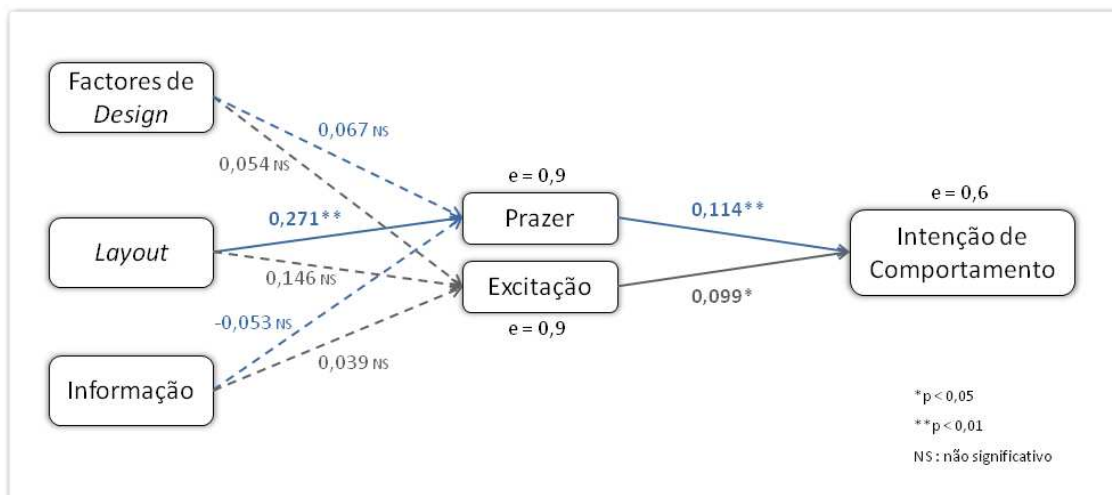 Factores de
Design
0,067 NS
0,054 NS
e = 0,9
Prazer
e = 0,6
0,271**
0,114**
Layout
Intenção de
Comportamento
0,146 NS
Excitação
0,099*
-0,053 NS
e = 0,9
0,039 NS
Informação
*p < 0,05
**p < 0,01
NS : não significativo